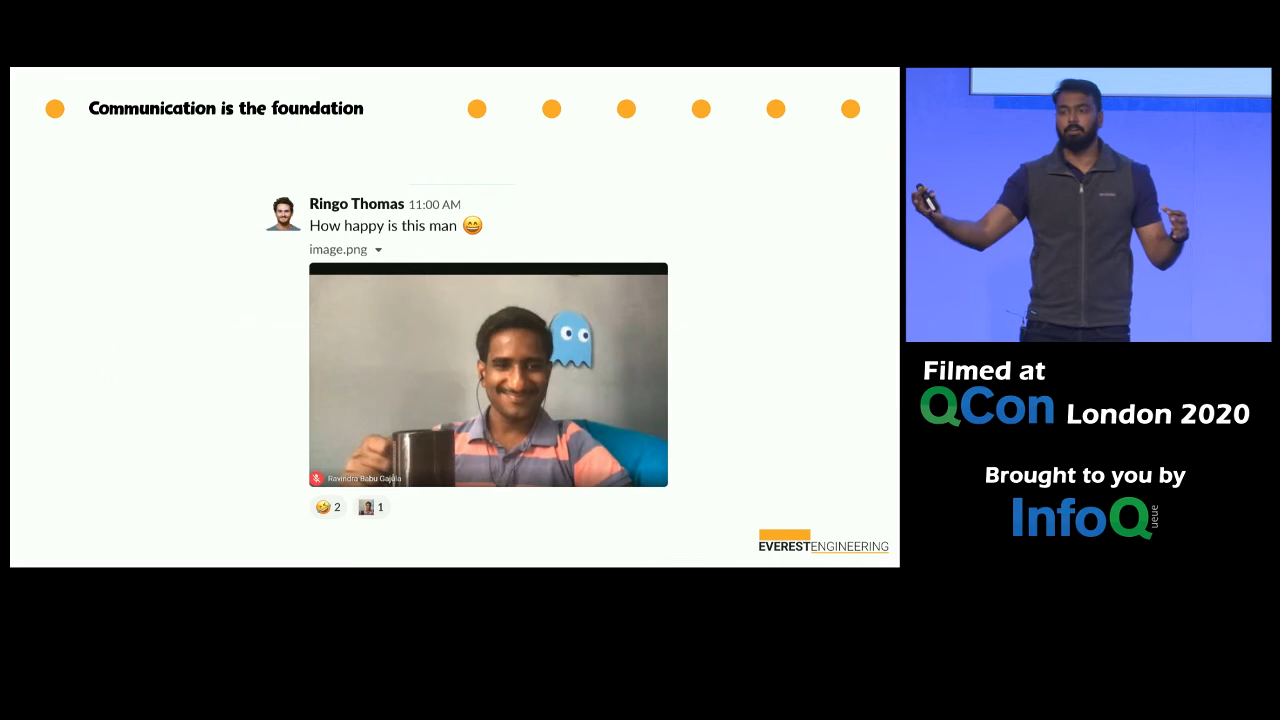 Communication is the foundation
Ringo Thomas 11:00 AM
How happy is this man 😄
image.png
Ravindra Babu Gajula
🤣 2
1
EVERESTENGINEERING
Filmed at
QCon London 2020
Brought to you by
InfoQueue